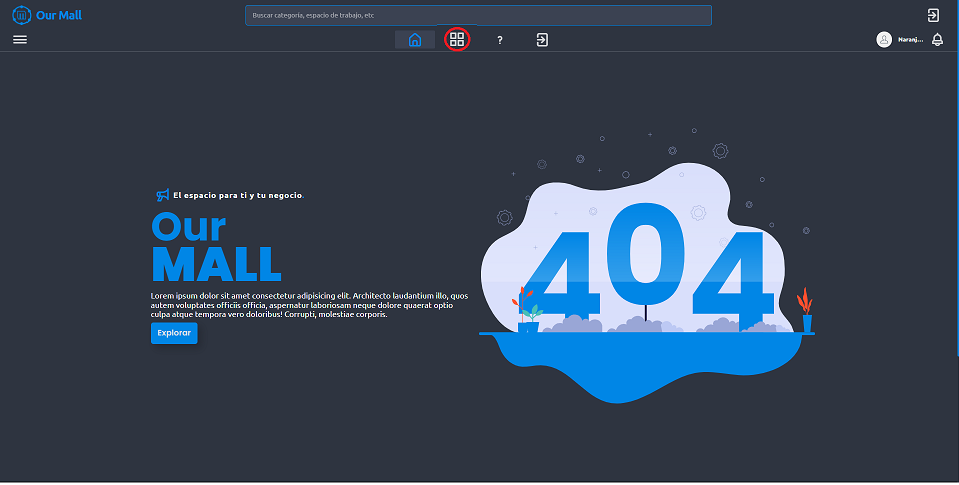 Our Mall
Buscar categoria, espacio de trabajo, etc
?
Naranj...
El espacio para ti y tu negocio.
Our
MALL
Lorem ipsum dolor sit amet consectetur adipisicing elit. Architecto laudantium illo, quos
autem voluptates officiis officia, aspernatur laboriosam neque dolore quaerat optio
culpa atque tempora vero doloribus! Corrupti, molestiae corporis.
Explorar
404